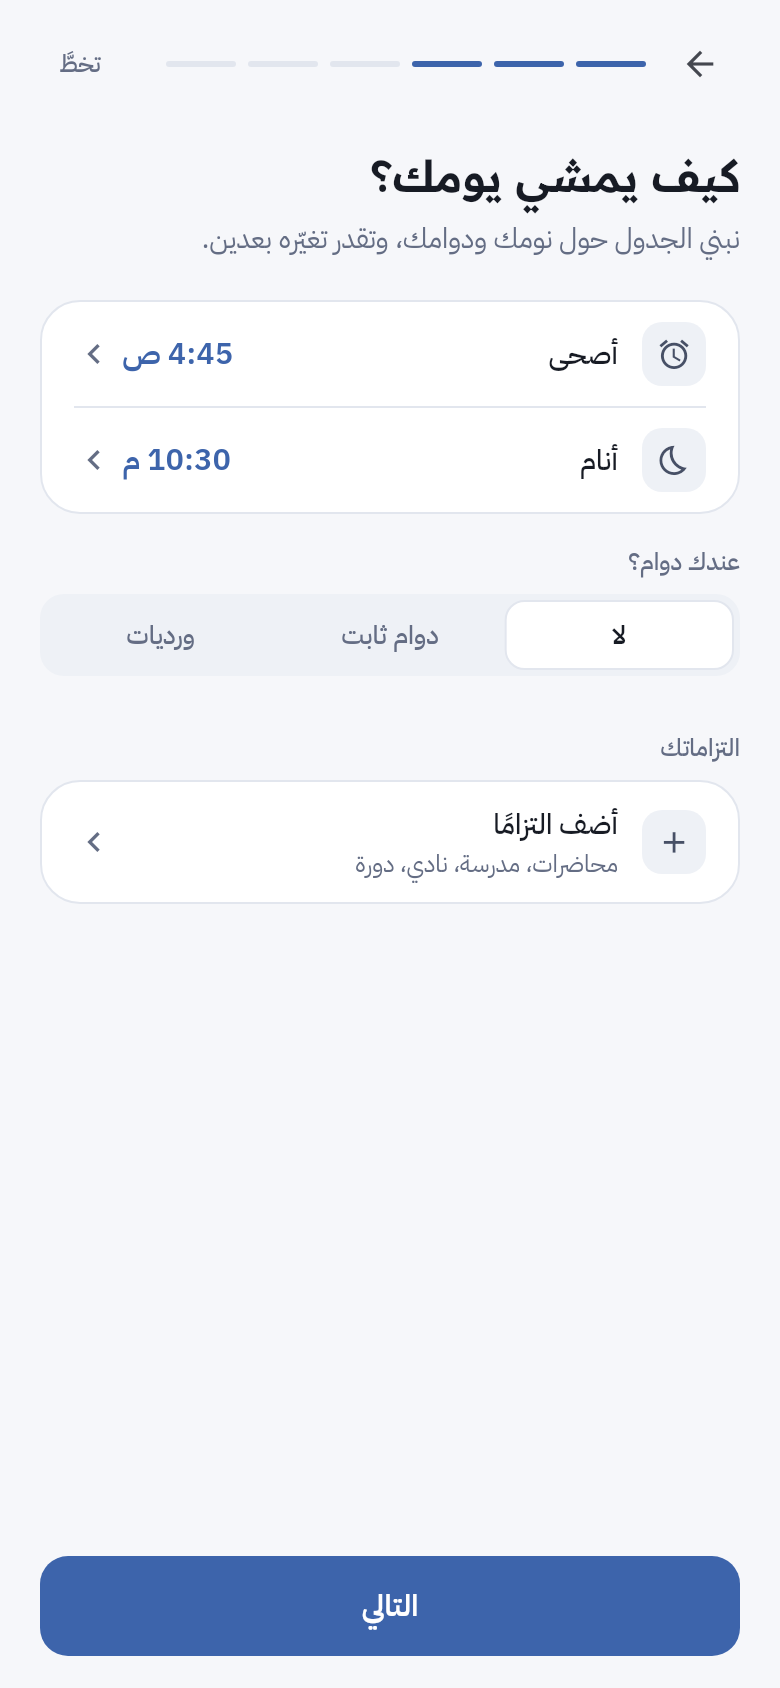 تخطَّ
كيف يمشي يومك؟
نبني الجدول حول نومك ودوامك، وتقدر تغيّره بعدين.
أصحى 4:45 ص
أنام 10:30 م
عندك دوام؟
لا دوام ثابت ورديات
التزاماتك
أضف التزامًا
محاضرات، مدرسة، نادي، دورة
التالي